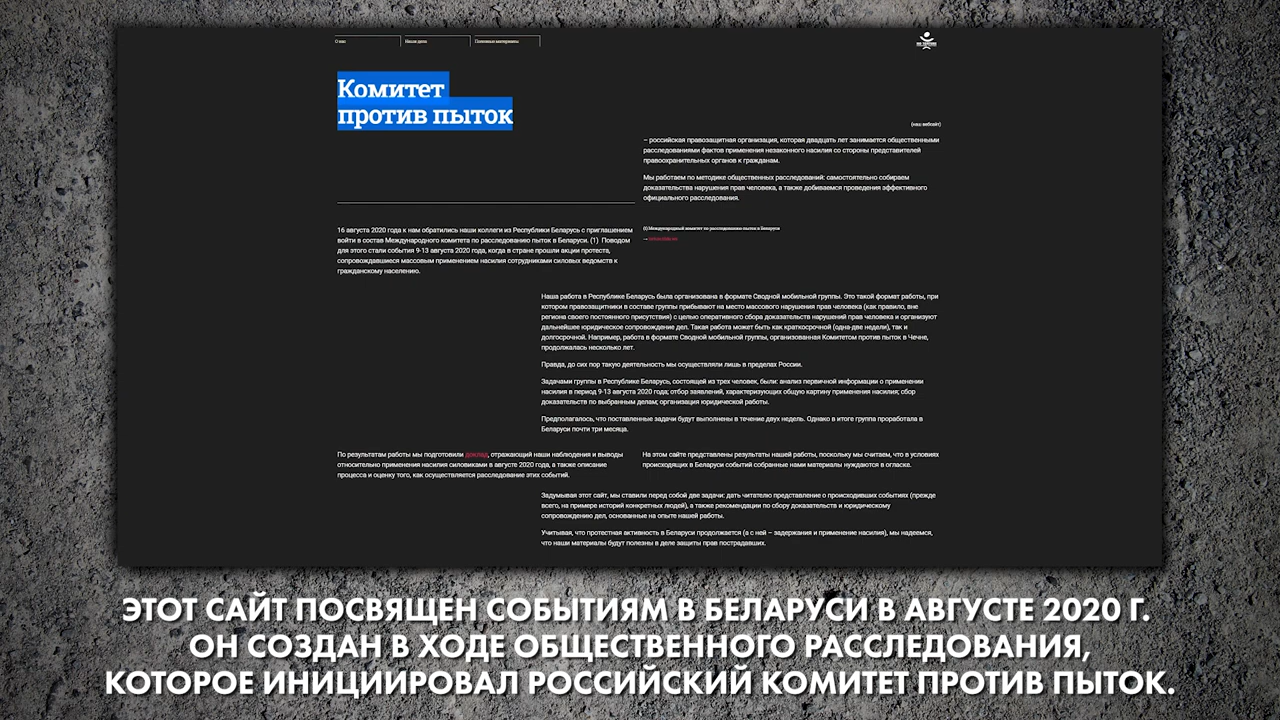 О нас
Наши дела
Полезные материалы
Комитет
против пыток
(наш вебсайт)
– российская правозащитная организация, которая двадцать лет занимается общественными
расследованиями фактов применения незаконного насилия со стороны представителей
правоохранительных органов к гражданам.
Мы работаем по методике общественных расследований: самостоятельно собираем
доказательства нарушения прав человека, а также добиваемся проведения эффективного
официального расследования.
16 августа 2020 года к нам обратились наши коллеги из Республики Беларусь с приглашением
войти в состав Международного комитета по расследованию пыток в Беларуси. (1) Поводом
для этого стали события 9-13 августа 2020 года, когда в стране прошли акции протеста,
сопровождавшиеся массовым применением насилия сотрудниками силовых ведомств к
гражданскому населению.
(1) Международный комитет по расследованию пыток в Беларуси
Наша работа в Республике Беларусь была организована в формате Сводной мобильной группы. Это такой формат работы, при
котором правозащитники в составе группы прибывают на место массового нарушения прав человека (как правило, вне
региона своего постоянного присутствия) с целью оперативного сбора доказательств нарушений прав человека и организуют
дальнейшее юридическое сопровождение дел. Такая работа может быть как краткосрочной (одна-две недели), так и
долгосрочной. Например, работа в формате Сводной мобильной группы, организованная Комитетом против пыток в Чечне,
продолжалась несколько лет.
Правда, до сих пор такую деятельность мы осуществляли лишь в пределах России.
Задачами группы в Республике Беларусь, состоящей из трех человек, были: анализ первичной информации о применении
насилия в период 9-13 августа 2020 года; отбор заявлений, характеризующих общую картину применения насилия; сбор
доказательств по выбранным делам; организация юридической работы.
Предполагалось, что поставленные задачи будут выполнены в течение двух недель. Однако в итоге группа проработала в
Беларуси почти три месяца.
По результатам работы мы подготовили доклад, отражающий наши наблюдения и выводы
относительно применения насилия силовиками в августе 2020 года, а также описание
процесса и оценку того, как осуществляется расследование этих событий.
На этом сайте представлены результаты нашей работы, поскольку мы считаем, что в условиях
происходящих в Беларуси событий собранные нами материалы нуждаются в огласке.
Задумывая этот сайт, мы ставили перед собой две задачи: дать читателю представление о происходивших событиях (прежде
всего, на примере историй конкретных людей), а также рекомендации по сбору доказательств и юридическому
сопровождению дел, основанные на опыте нашей работы.
Учитывая, что протестная активность в Беларуси продолжается (а с ней – задержания и применение насилия), мы надеемся,
что наши материалы будут полезны в деле защиты прав пострадавших.
ЭТОТ САЙТ ПОСВЯЩЕН СОБЫТИЯМ В БЕЛАРУСИ В АВГУСТЕ 2020 Г.
ОН СОЗДАН В ХОДЕ ОБЩЕСТВЕННОГО РАССЛЕДОВАНИЯ,
КОТОРОЕ ИНИЦИИРОВАЛ РОССИЙСКИЙ КОМИТЕТ ПРОТИВ ПЫТОК.